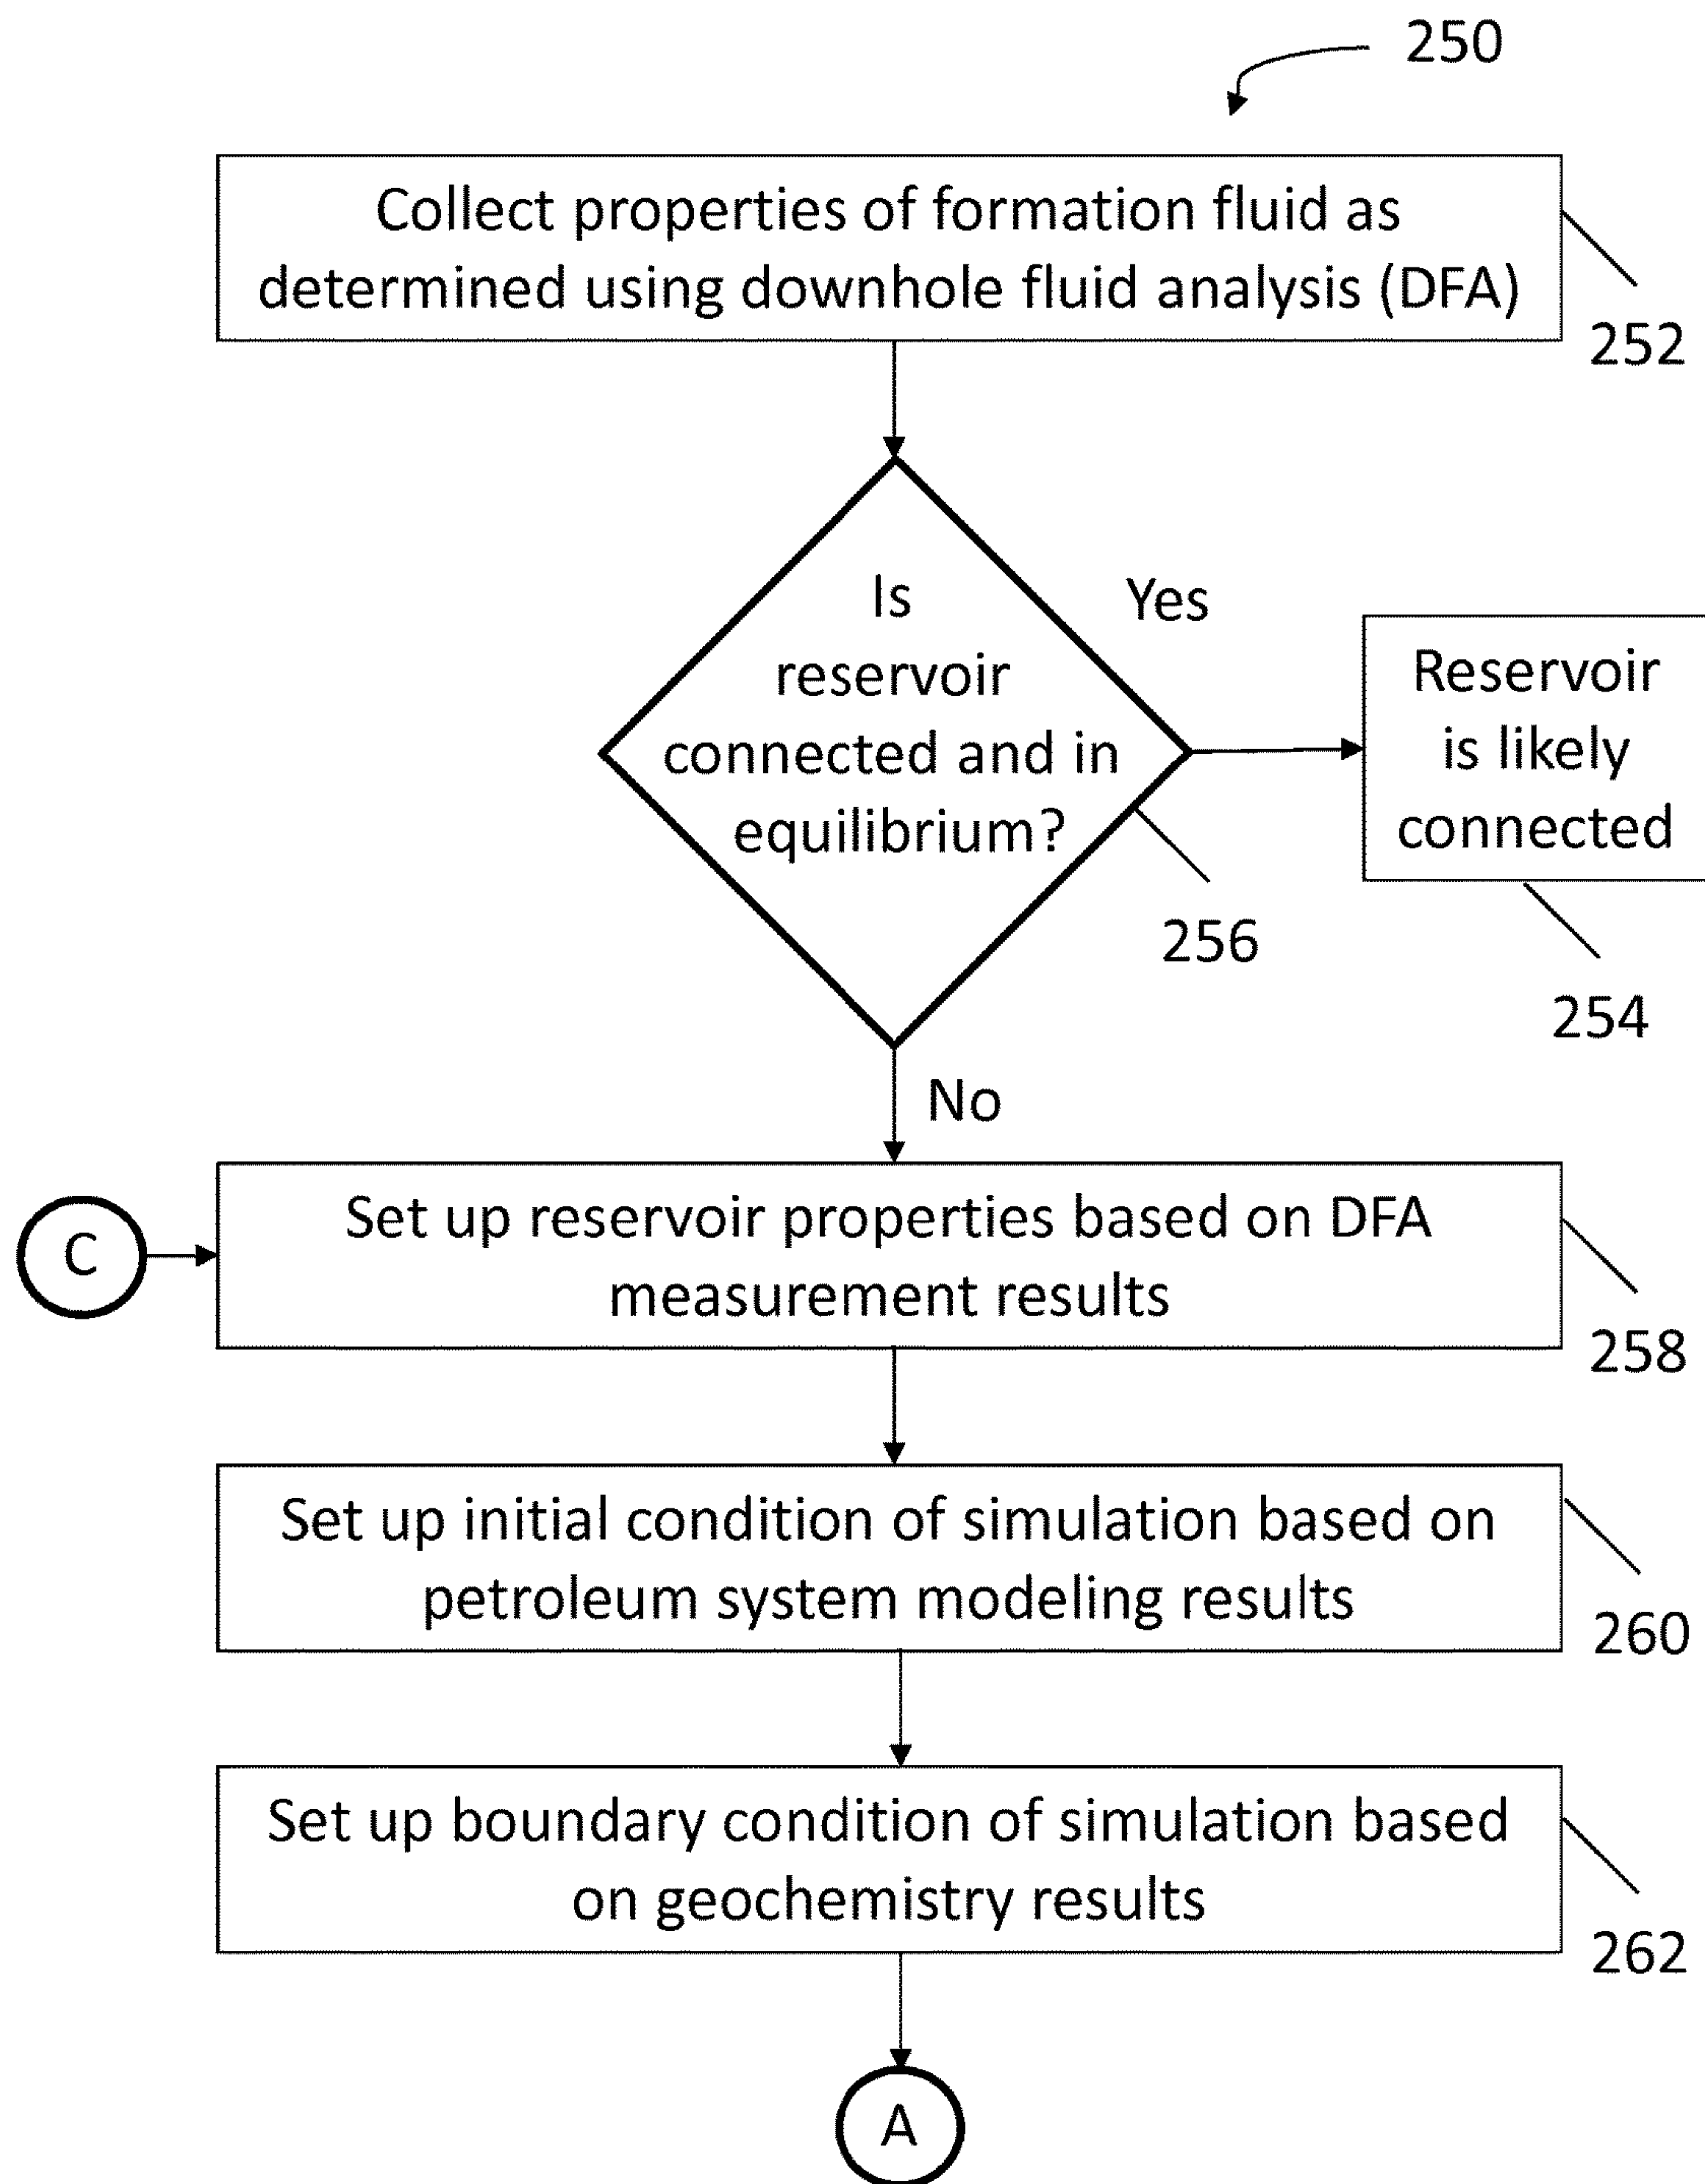 250
Collect properties of formation fluid as
determined using downhole fluid analysis (DFA)
252
Is
reservoir
connected and in
equilibrium?
Yes
256
Reservoir
is likely
connected
254
No
C
Set up reservoir properties based on DFA
measurement results
258
Set up initial condition of simulation based on
petroleum system modeling results
260
Set up boundary condition of simulation based
on geochemistry results
262
A